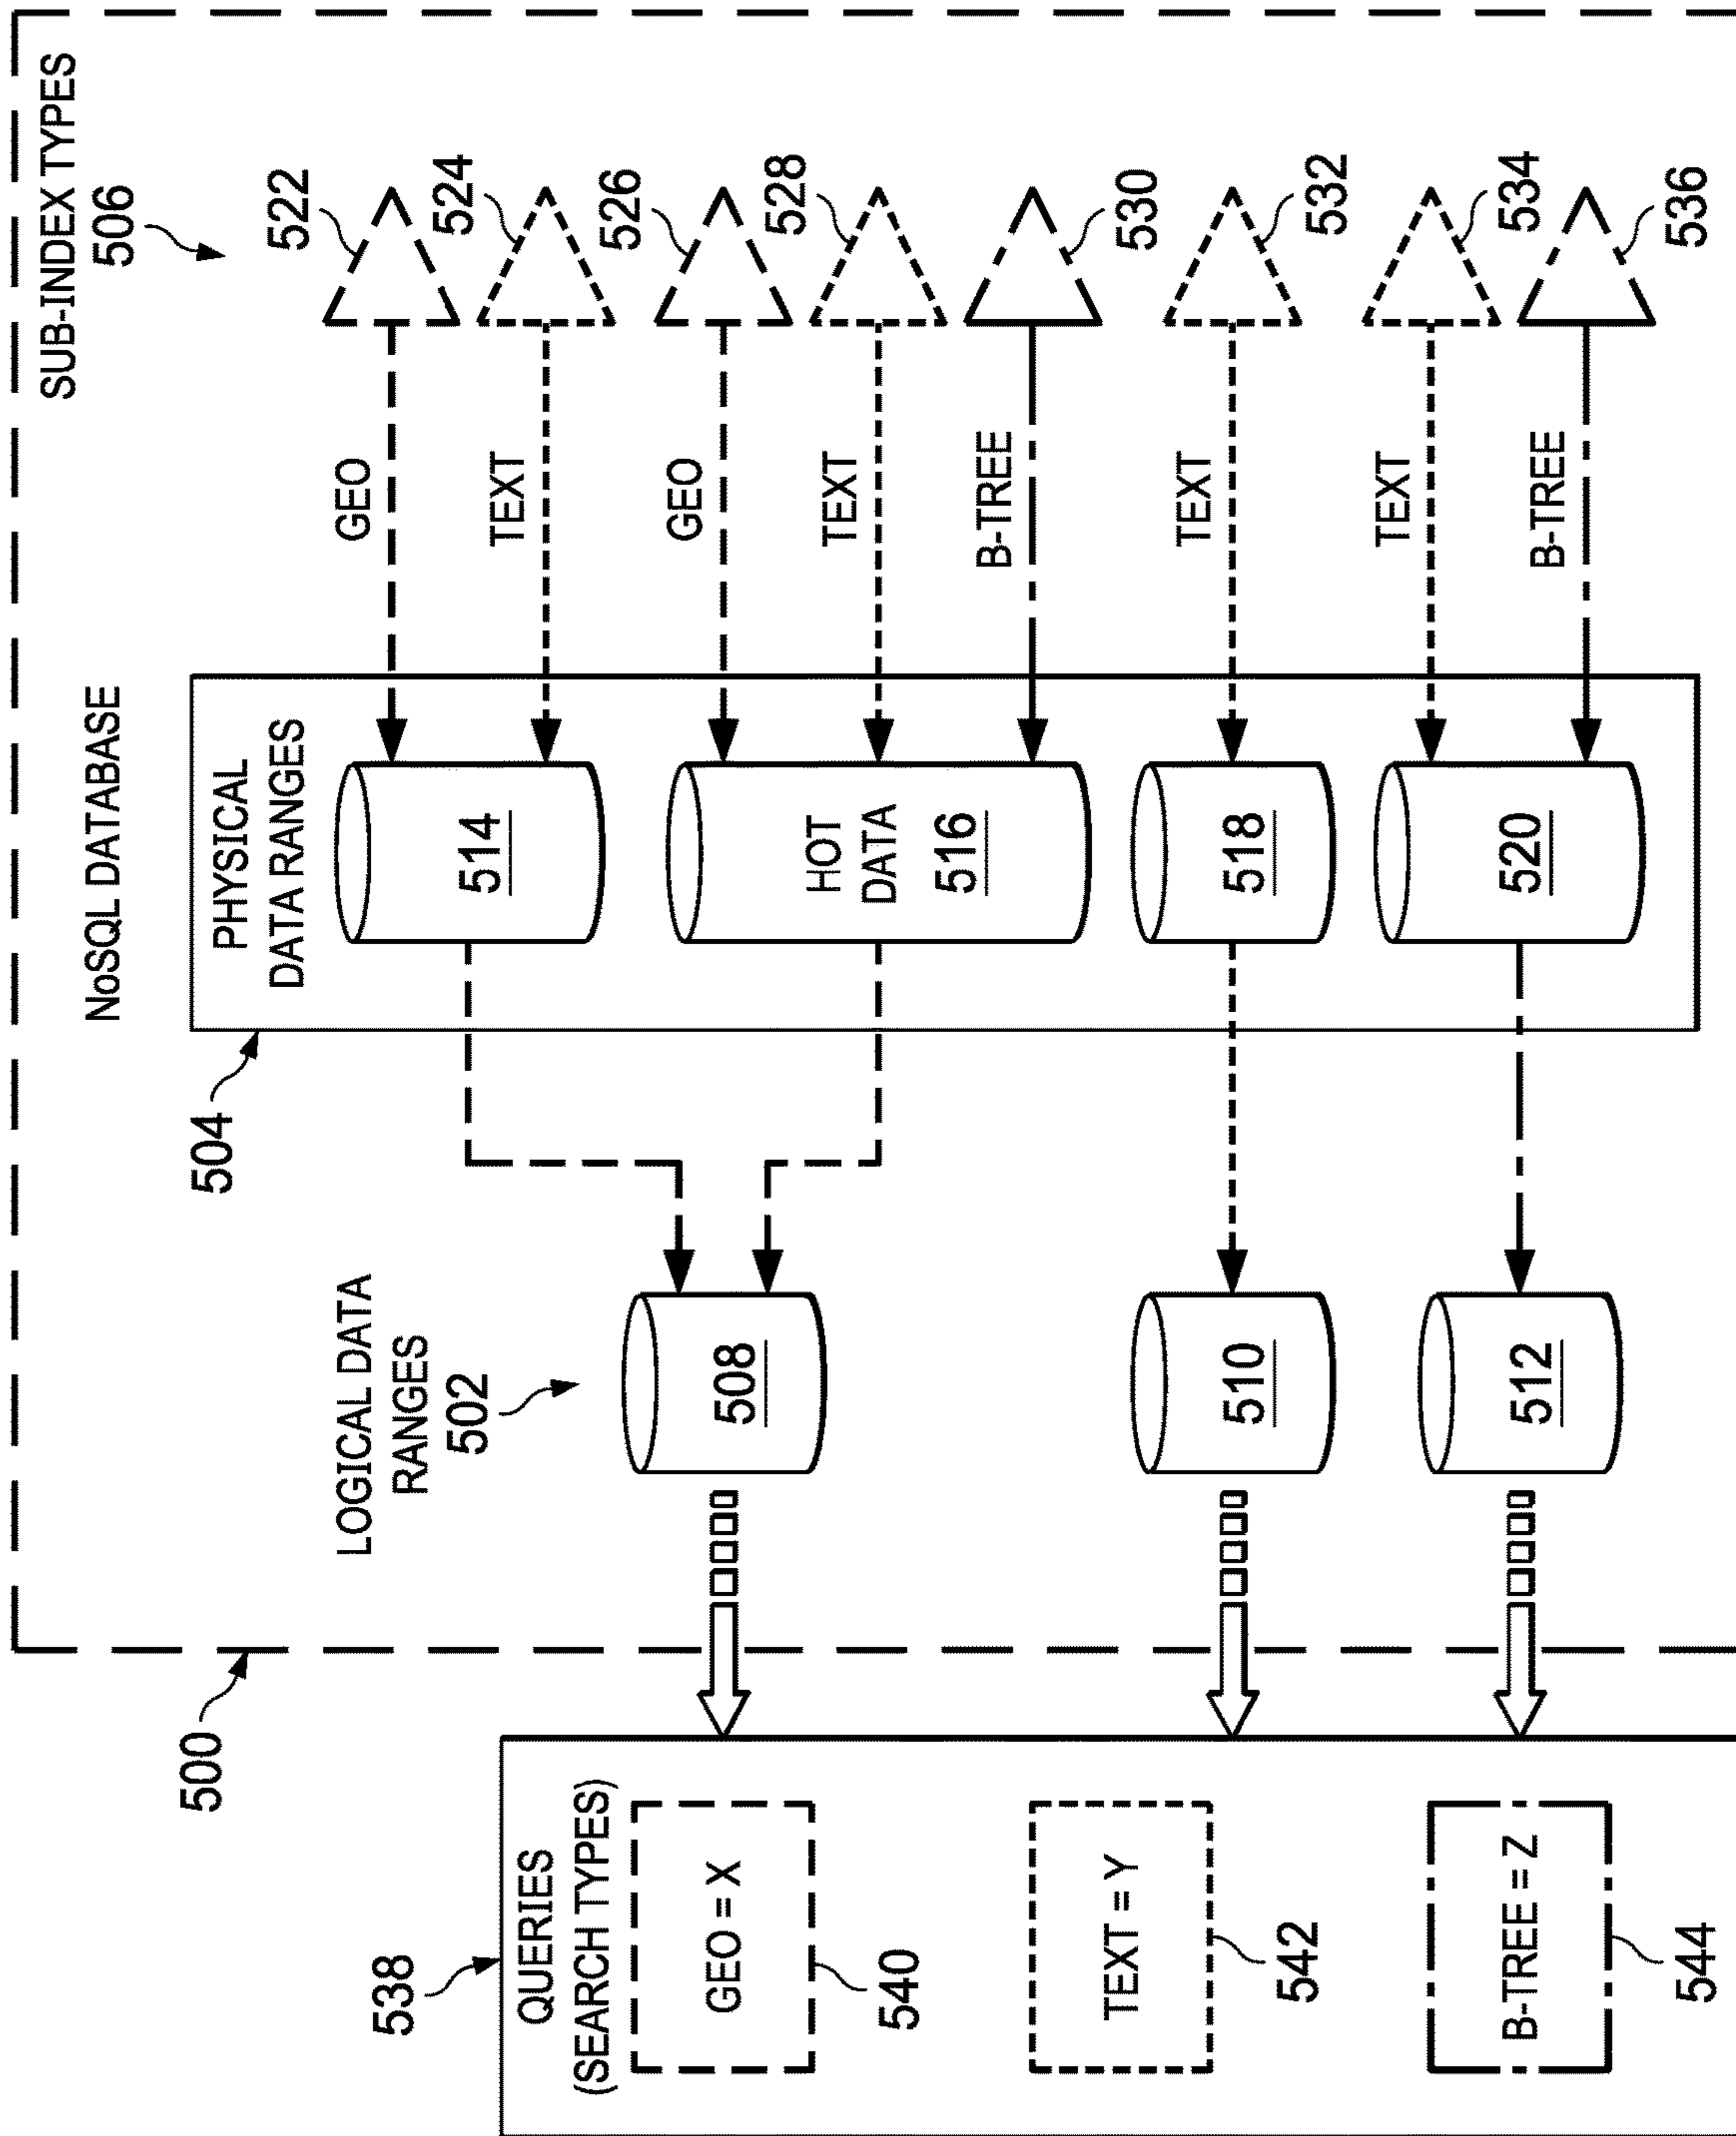 500
NoSQL DATABASE
538
QUERIES
(SEARCH TYPES)
GEO = X
540
TEXT = Y
542
B-TREE = Z
544
LOGICAL DATA
RANGES
502
508
510
512
504
PHYSICAL
DATA RANGES
514
HOT
DATA
516
518
520
GEO
TEXT
GEO
TEXT
B-TREE
TEXT
TEXT
B-TREE
SUB-INDEX TYPES
506
522
524
526
528
530
532
534
536